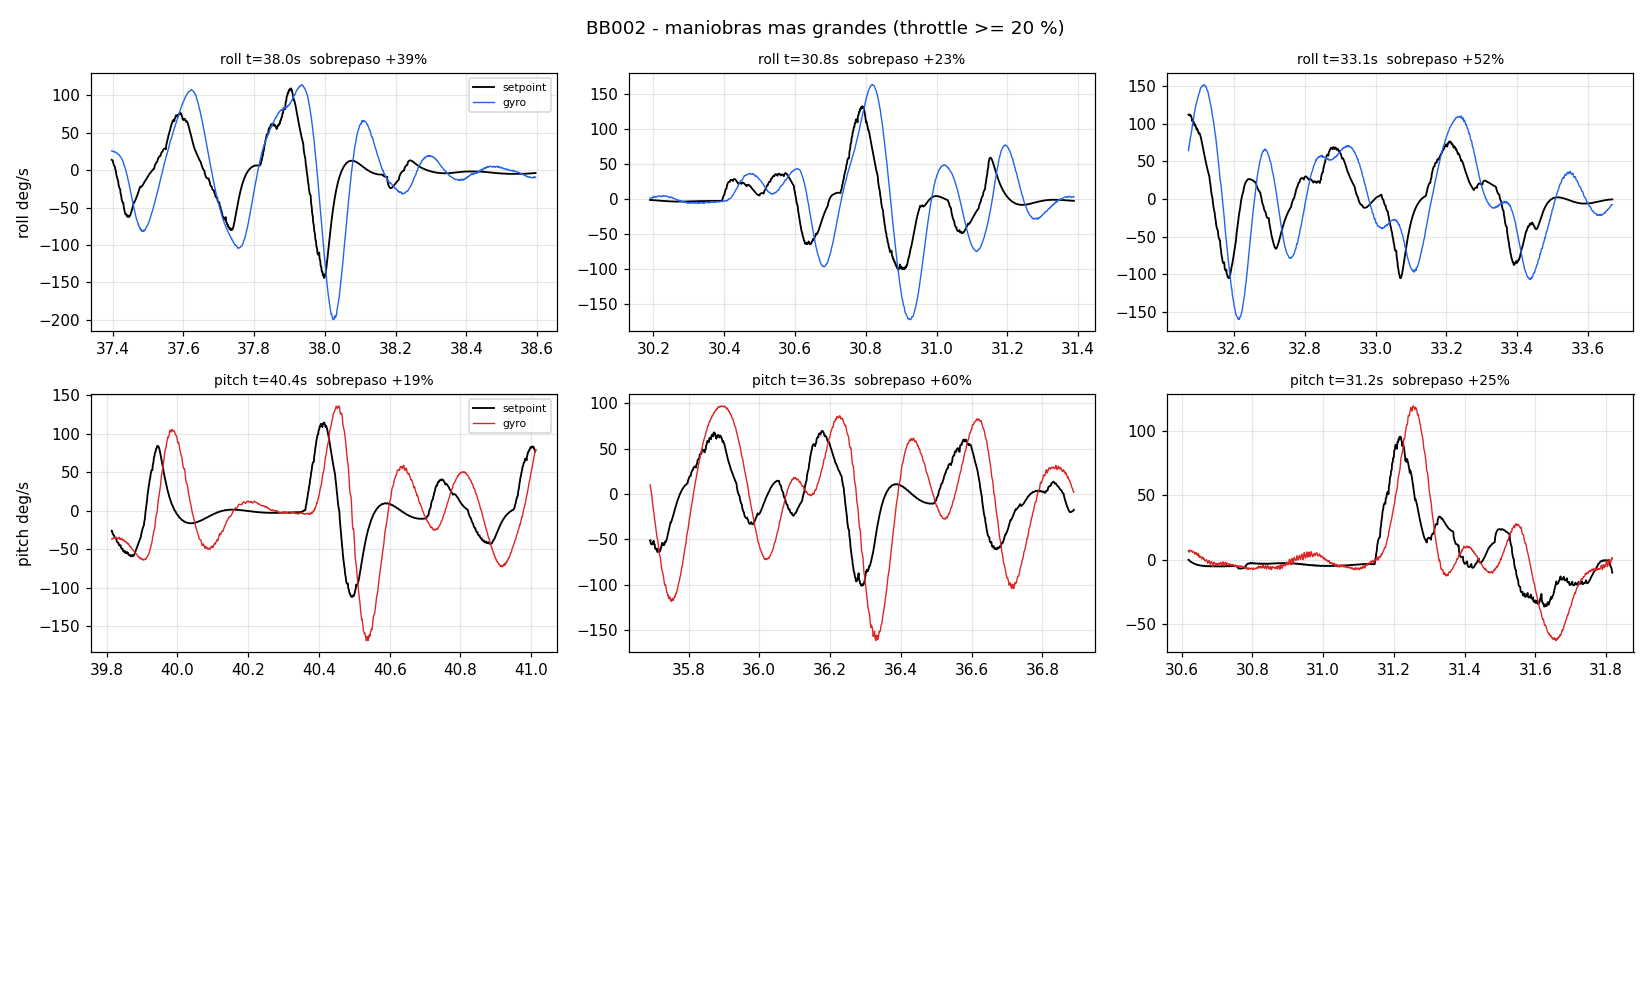 BB002 - maniobras mas grandes (throttle >= 20 %)
roll t=38.0s  sobrepaso +39%
roll t=30.8s  sobrepaso +23%
roll t=33.1s  sobrepaso +52%
roll deg/s
100
50
0
−50
−100
−150
−200
setpoint
gyro
37.4 37.6 37.8 38.0 38.2 38.4 38.6
150
100
50
0
−50
−100
−150
30.2 30.4 30.6 30.8 31.0 31.2 31.4
150
100
50
0
−50
−100
−150
32.6 32.8 33.0 33.2 33.4 33.6
pitch t=40.4s  sobrepaso +19%
pitch t=36.3s  sobrepaso +60%
pitch t=31.2s  sobrepaso +25%
pitch deg/s
150
100
50
0
−50
−100
−150
setpoint
gyro
39.8 40.0 40.2 40.4 40.6 40.8 41.0
100
50
0
−50
−100
−150
35.8 36.0 36.2 36.4 36.6 36.8
100
50
0
−50
30.6 30.8 31.0 31.2 31.4 31.6 31.8